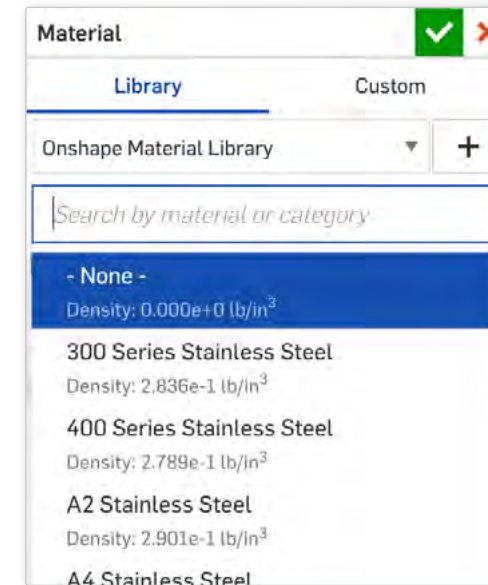 Material
Library Custom
Onshape Material Library
Search by material or category
- None -
Density: 0.000e+0 lb/in³
300 Series Stainless Steel
Density: 2.836e-1 lb/in³
400 Series Stainless Steel
Density: 2.789e-1 lb/in³
A2 Stainless Steel
Density: 2.901e-1 lb/in³
A4 Stainless Steel